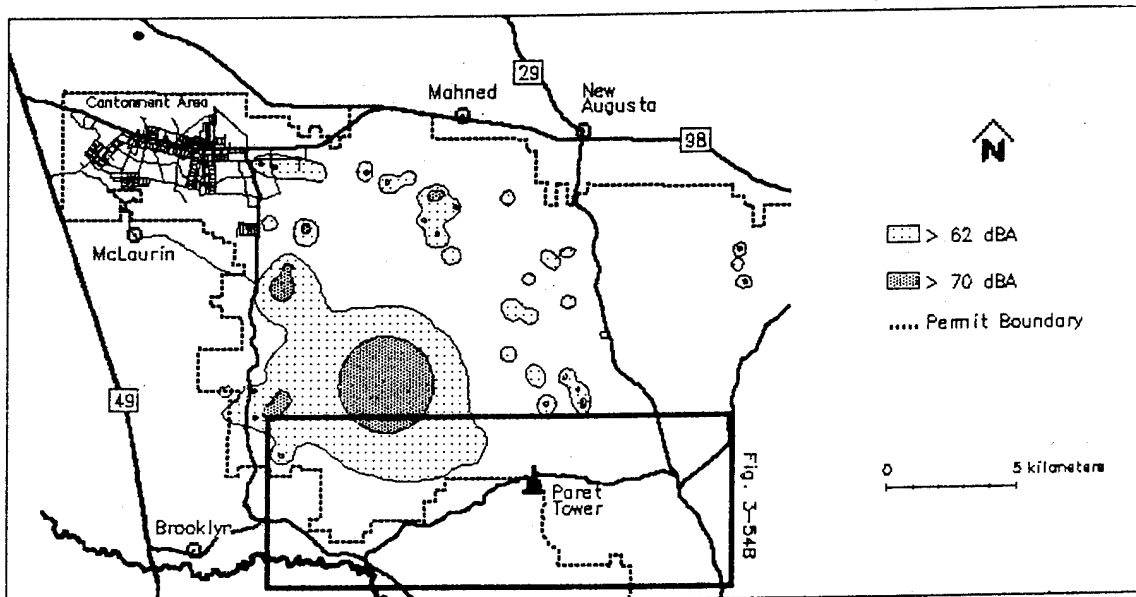 29
Mahned
New
Augusta
Cantonment Area
98
N
> 62 dBA
McLaurin
> 70 dBA
Permit Boundary
49
0
5 kilometers
Fig. 3-54B
Paret
Tower
Brooklyn